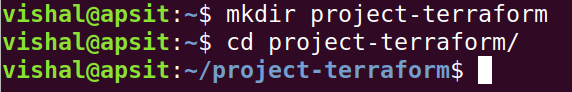 vishal@apsit:~$ mkdir project-terraform
vishal@apsit:~$ cd project-terraform/
vishal@apsit:~/project-terraform$